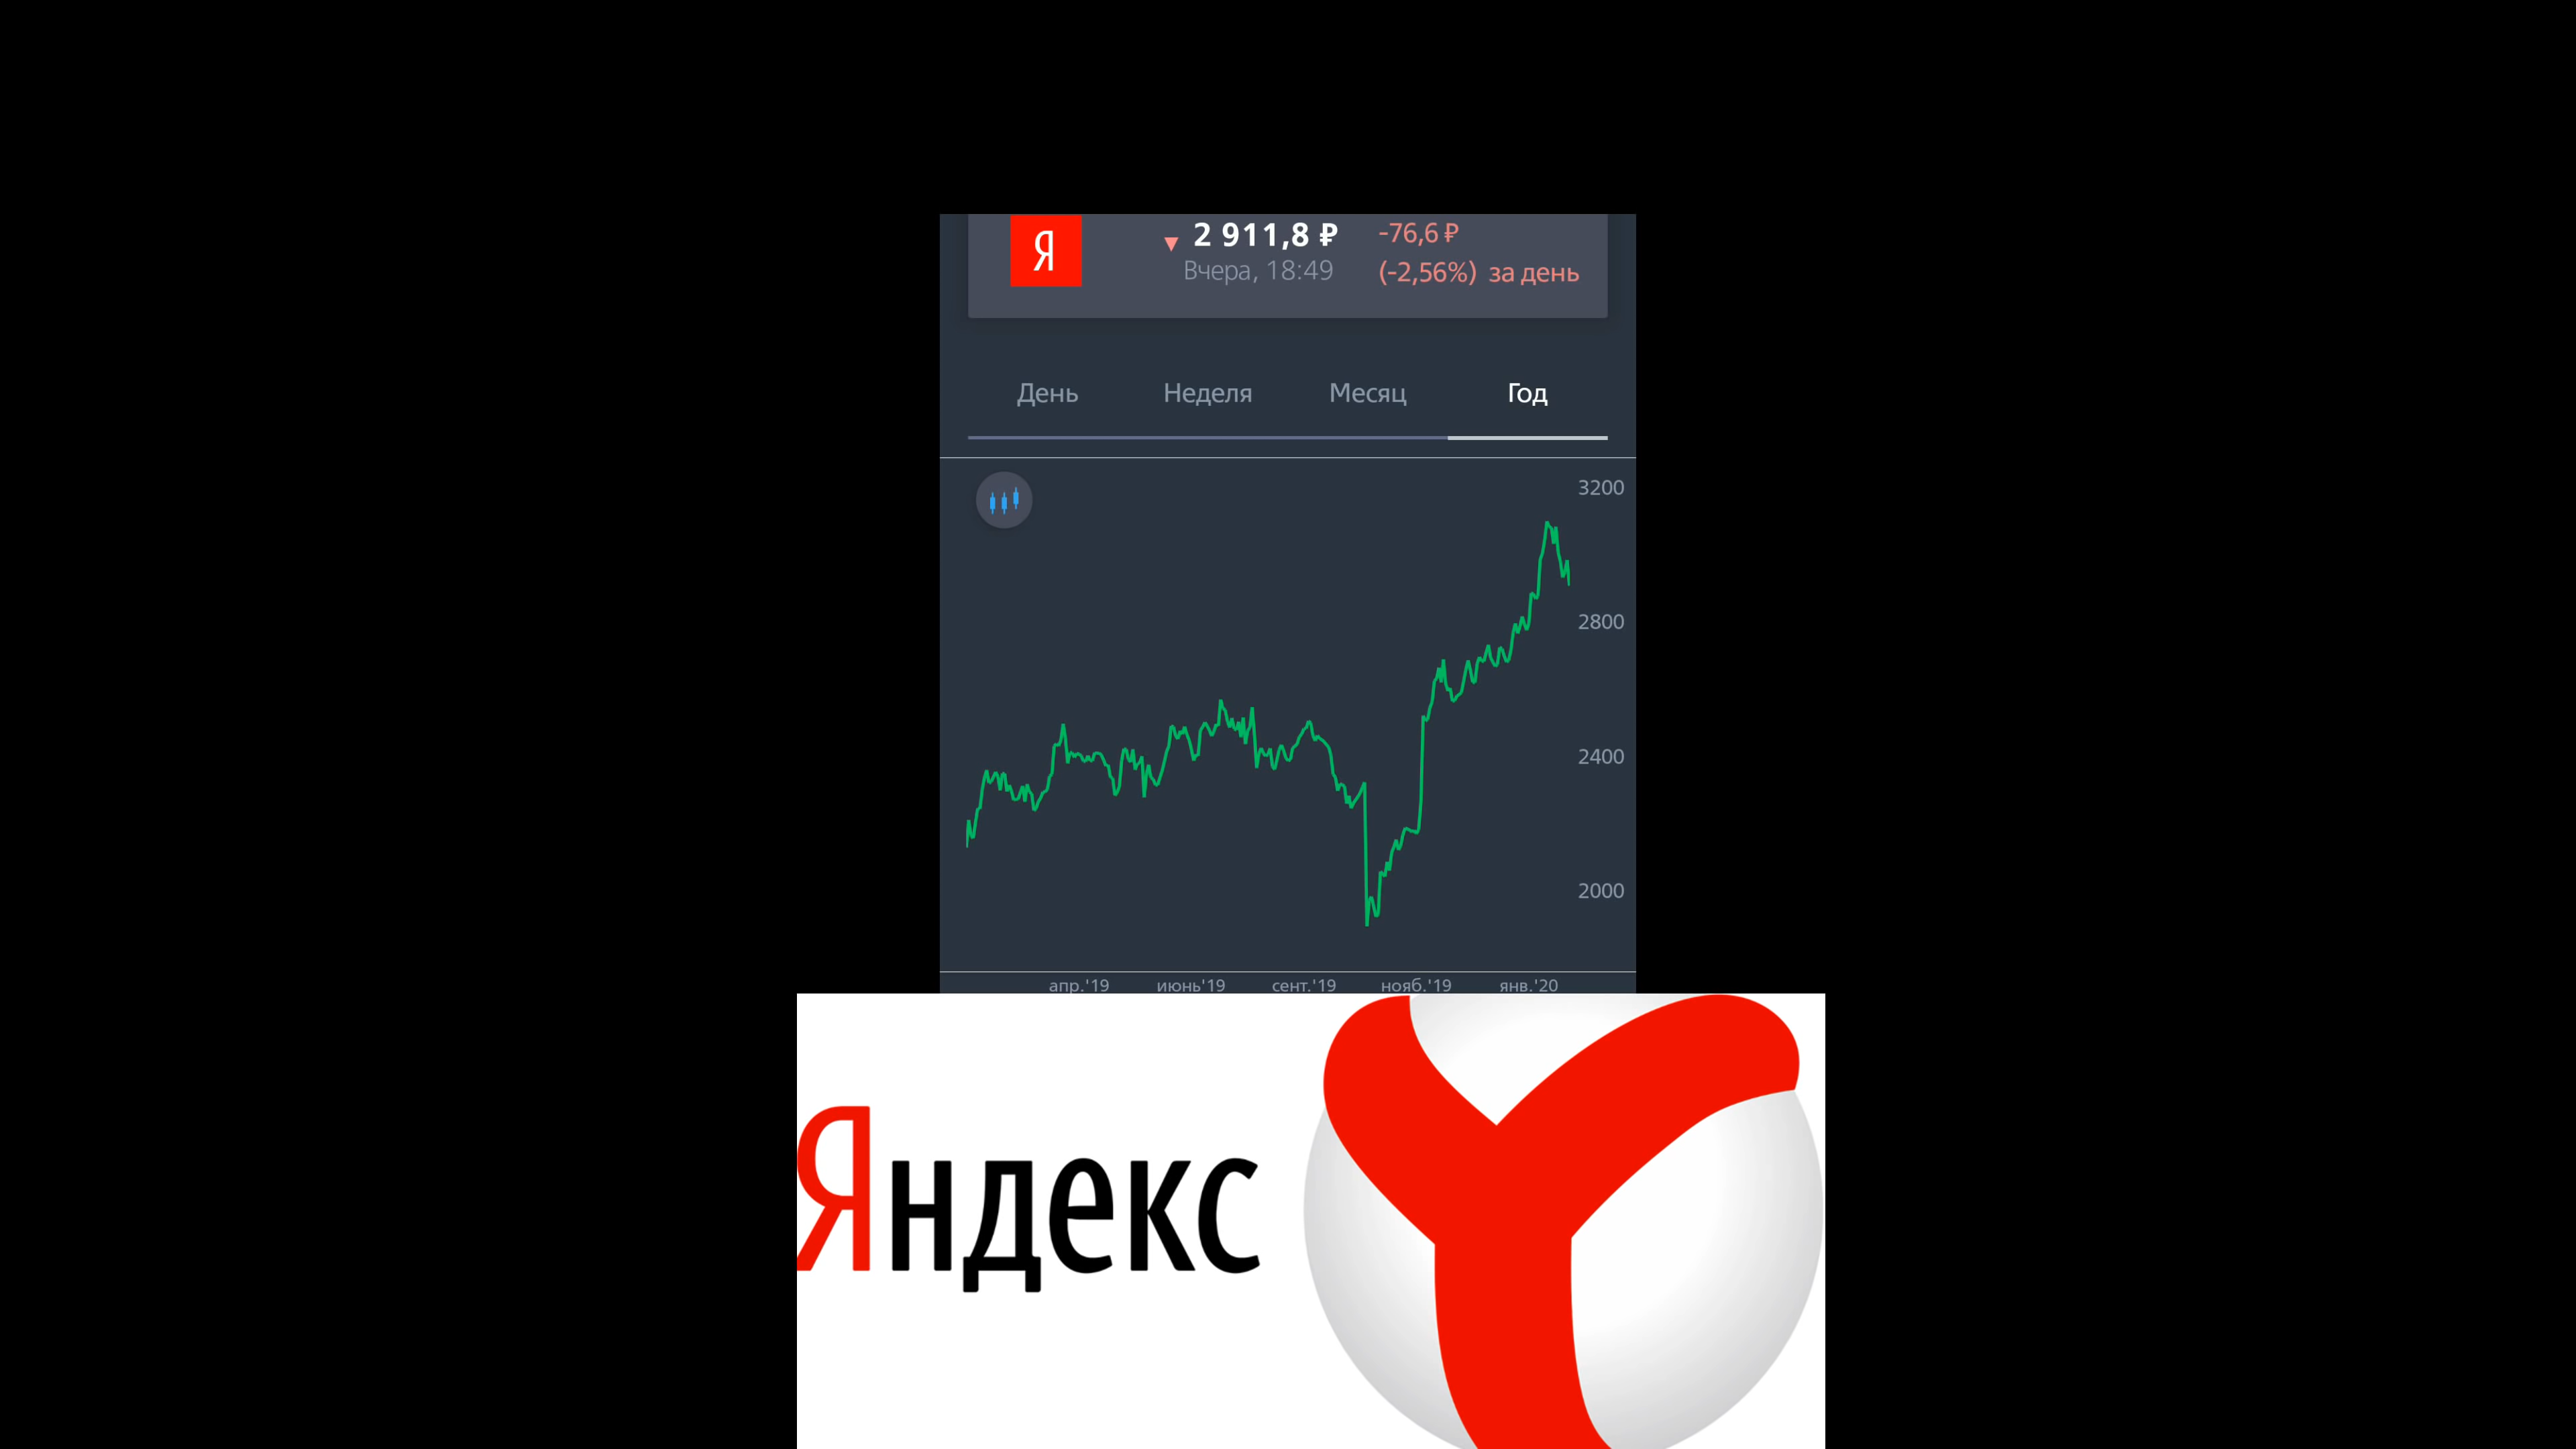 Я
2 911,8 ₽
-76,6 ₽
Вчера, 18:49
(-2,56%) за день
День Неделя Месяц Год
3200
2800
2400
2000
апр.'19 июнь'19 сент.'19 нояб.'19 янв.'20
Яндекс